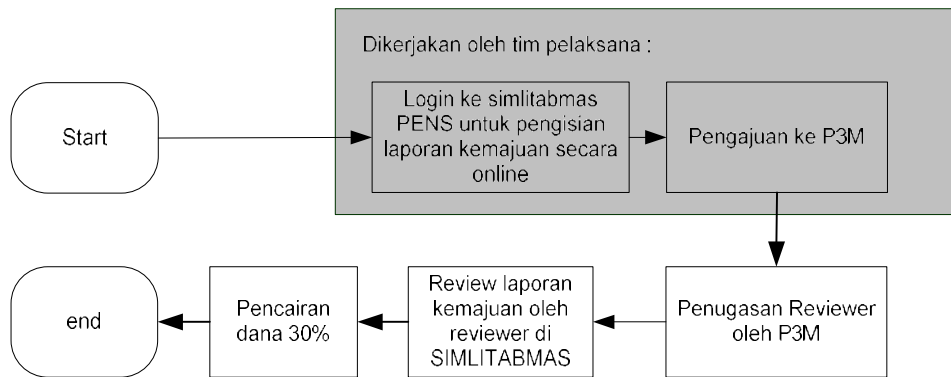 Dikerjakan oleh tim pelaksana :
Start
Login ke simlitabmas
PENS untuk pengisian
laporan kemajuan secara
online
Pengajuan ke P3M
Penugasan Reviewer
oleh P3M
Review laporan
kemajuan oleh
reviewer di
SIMLITABMAS
Pencairan
dana 30%
end